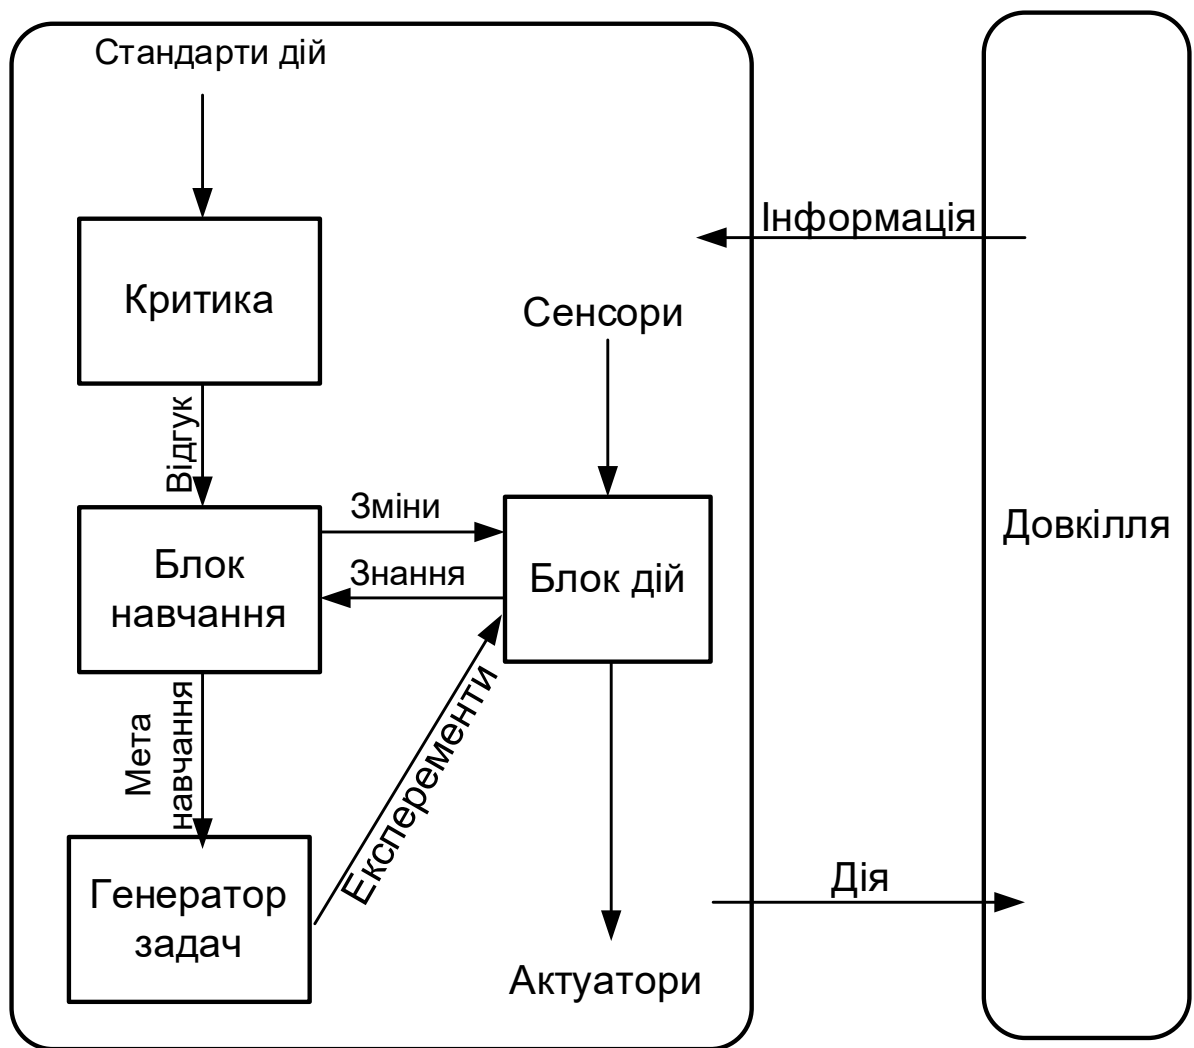 Стандарти дій
Інформація
Критика
Сенсори
Відгук
Зміни
Довкілля
Блок
навчання
Знання
Блок дій
Мета
навчання
Експеременти
Генератор
задач
Дія
Актуатори